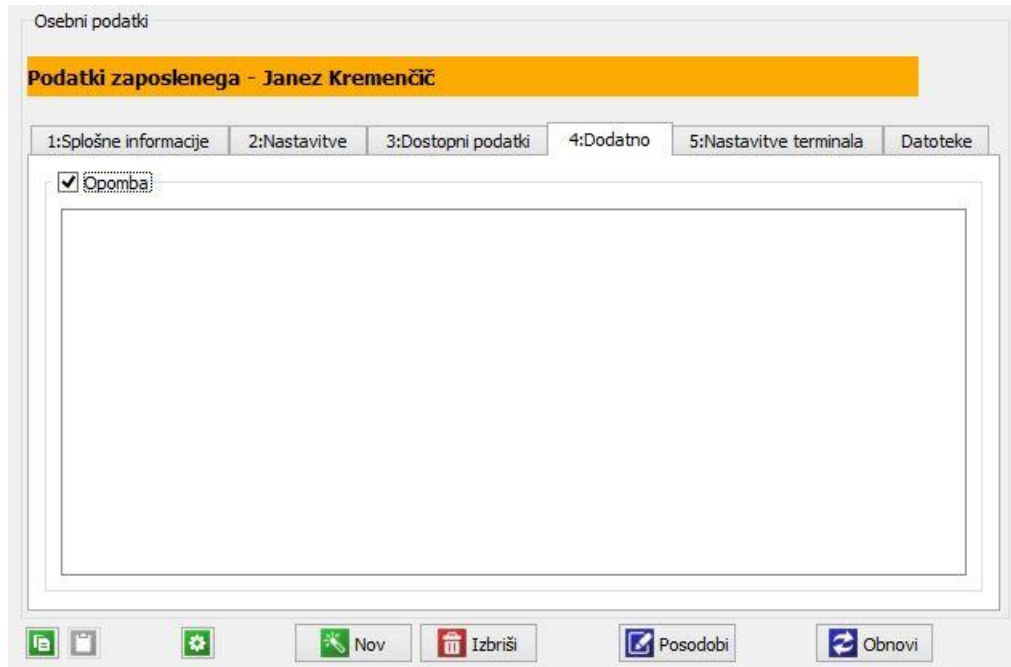 Osebni podatki
Podatki zaposlenega - Janez Kremenčič
1:Splošne informacije 2:Nastavitve 3:Dostopni podatki 4:Dodatno 5:Nastavitve terminala Datoteke
Opomba
Nov Izbriši Posodobi Obnovi